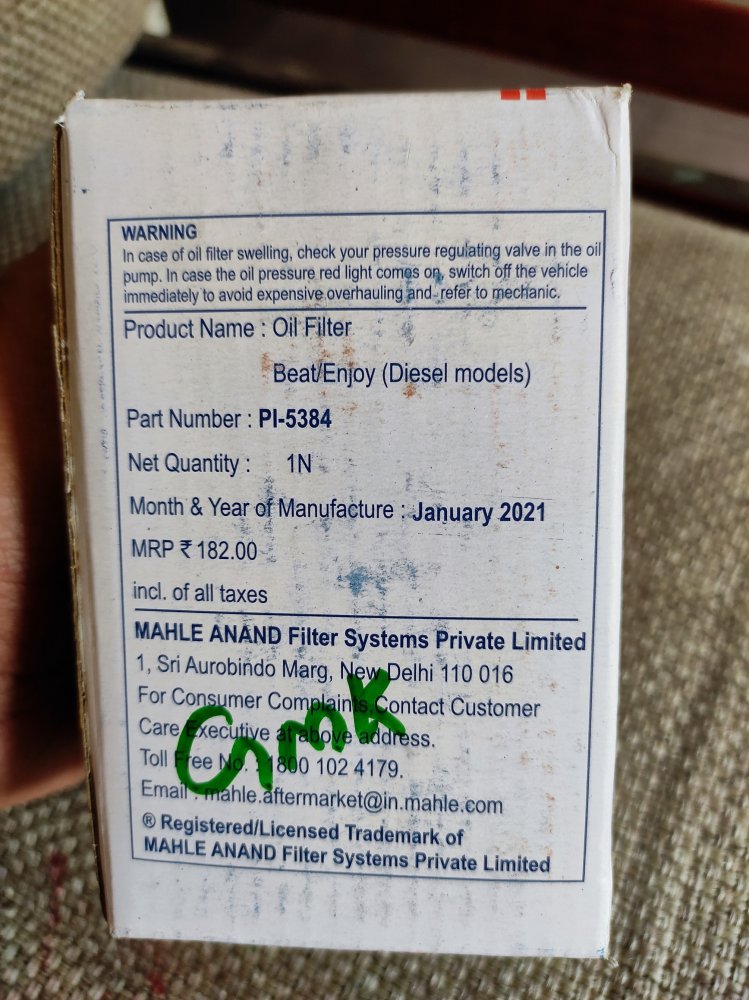 WARNING
In case of oil filter swelling, check your pressure regulating valve in the oil
pump. In case the oil pressure red light comes on, switch off the vehicle
immediately to avoid expensive overhauling and refer to mechanic.
Product Name : Oil Filter
Beat/Enjoy (Diesel models)
Part Number : PI-5384
Net Quantity : 1N
Month & Year of Manufacture : January 2021
MRP ₹ 182.00
incl. of all taxes
MAHLE ANAND Filter Systems Private Limited
1, Sri Aurobindo Marg, New Delhi 110 016
For Consumer Complaints, Contact Customer
Care Executive at above address.
Toll Free No. : 1800 102 4179.
Email : mahle.aftermarket@in.mahle.com
® Registered/Licensed Trademark of
MAHLE ANAND Filter Systems Private Limited